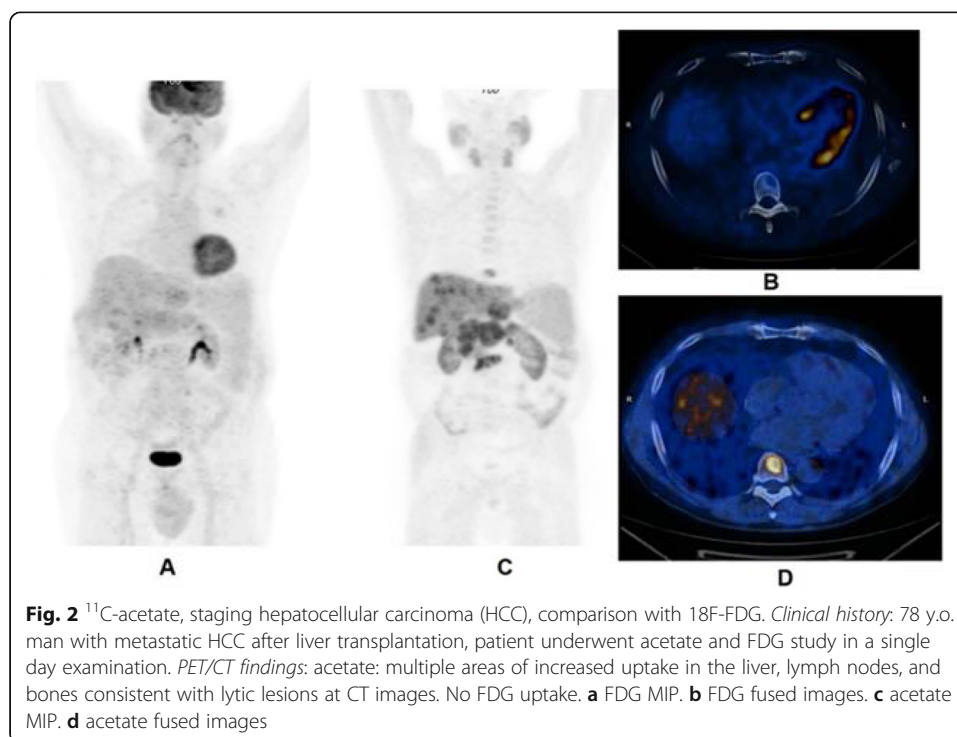 A
C
B
D
Fig. 2 ¹¹C-acetate, staging hepatocellular carcinoma (HCC), comparison with 18F-FDG. Clinical history: 78 y.o.
man with metastatic HCC after liver transplantation, patient underwent acetate and FDG study in a single
day examination. PET/CT findings: acetate: multiple areas of increased uptake in the liver, lymph nodes, and
bones consistent with lytic lesions at CT images. No FDG uptake. a FDG MIP. b FDG fused images. c acetate
MIP. d acetate fused images